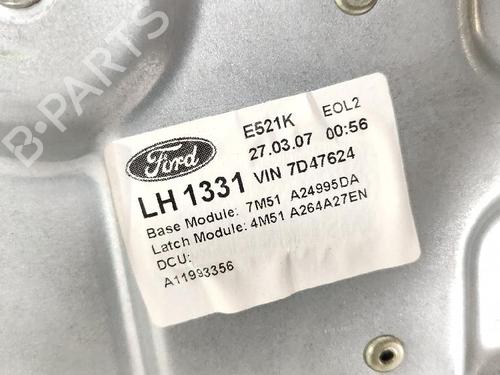 B-PARTS
Ford
E521K EOL2
27.03.07 00:56
LH 1331 VIN 7D47624
Base Module: 7M51 A24995DA
Latch Module: 4M51 A264A27EN
DCU:
A11993356